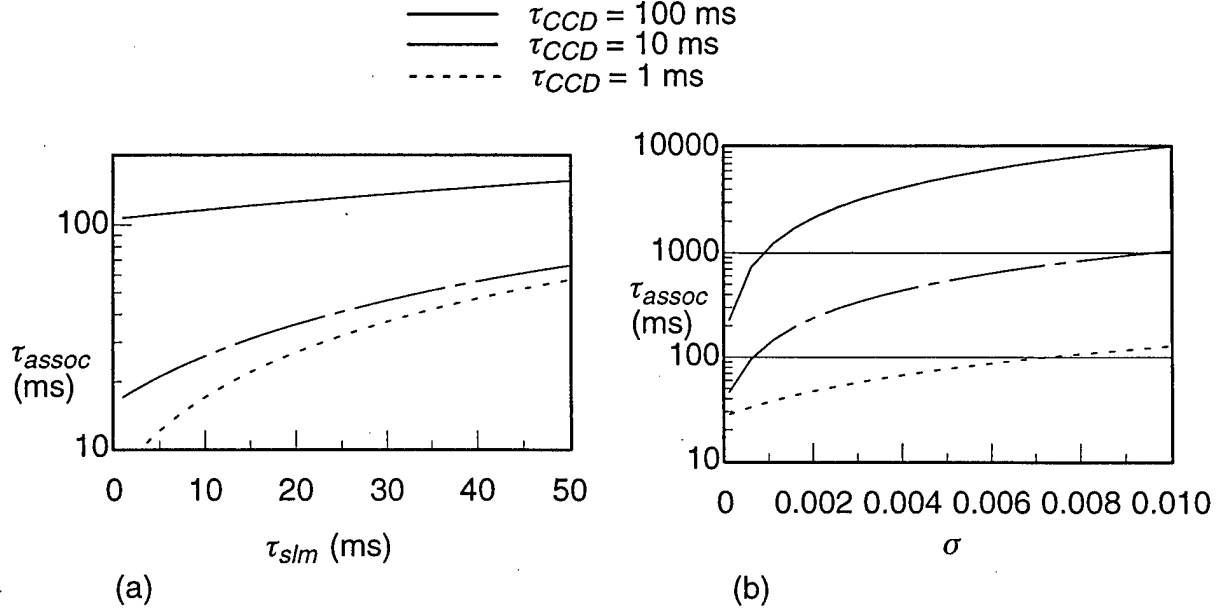 τCCD = 100 ms
τCCD = 10 ms
τCCD = 1 ms
100
τassoc
(ms)
10
0 10 20 30 40 50
τslm (ms)
(a)
10000
1000
τassoc
(ms)
100
10
0 0.002 0.004 0.006 0.008 0.010
σ
(b)